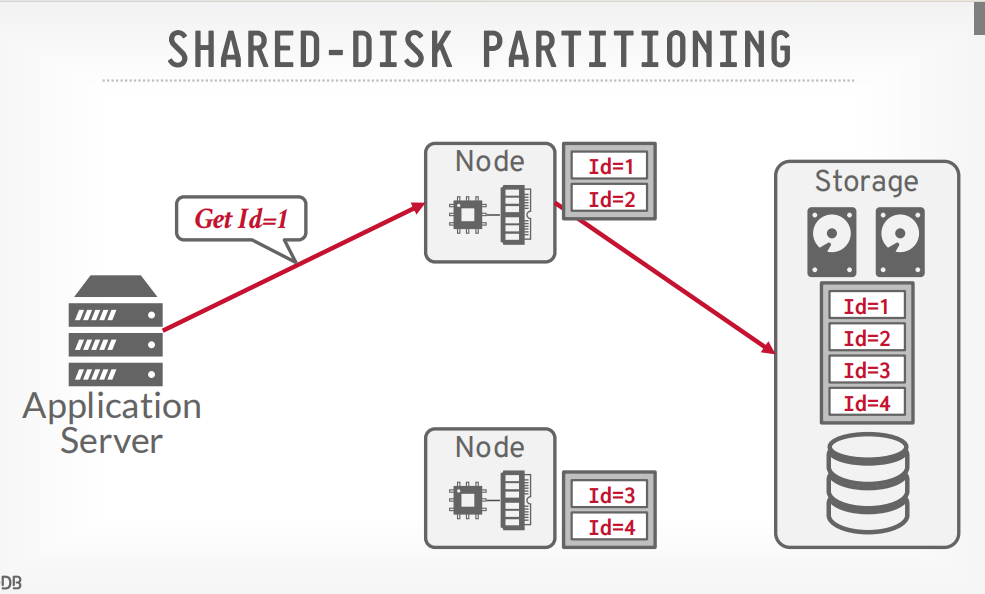 SHARED-DISK PARTITIONING
Node
Id=1
Id=2
Storage
Get Id=1
Id=1
Id=2
Id=3
Id=4
Application
Server
Node
Id=3
Id=4
DB